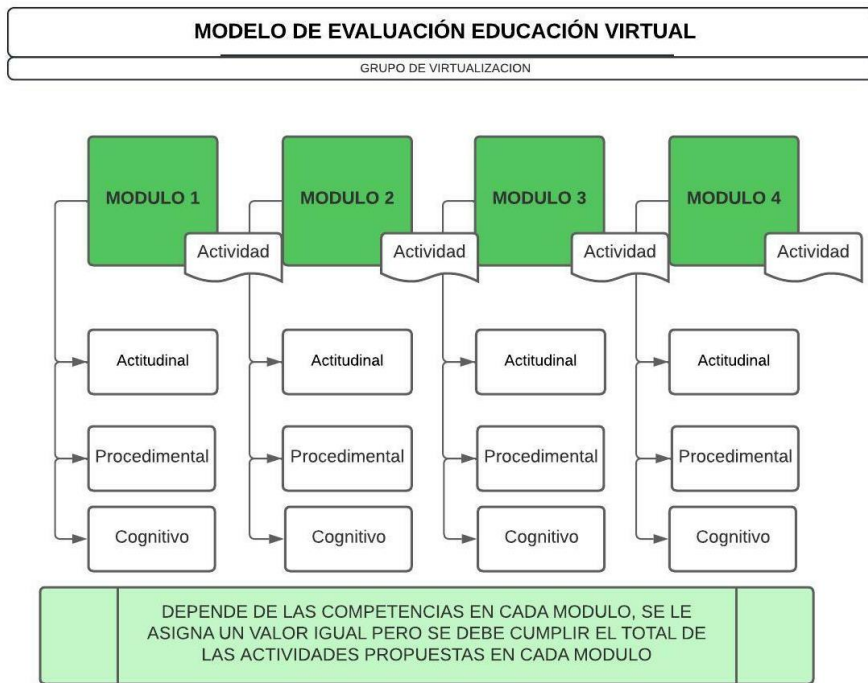 MODELO DE EVALUACIÓN EDUCACIÓN VIRTUAL
GRUPO DE VIRTUALIZACION
MODULO 1
MODULO 2
MODULO 3
MODULO 4
Actividad
Actividad
Actividad
Actividad
Actitudinal
Actitudinal
Actitudinal
Actitudinal
Procedimental
Procedimental
Procedimental
Procedimental
Cognitivo
Cognitivo
Cognitivo
Cognitivo
DEPENDE DE LAS COMPETENCIAS EN CADA MODULO, SE LE
ASIGNA UN VALOR IGUAL PERO SE DEBE CUMPLIR EL TOTAL DE
LAS ACTIVIDADES PROPUESTAS EN CADA MODULO